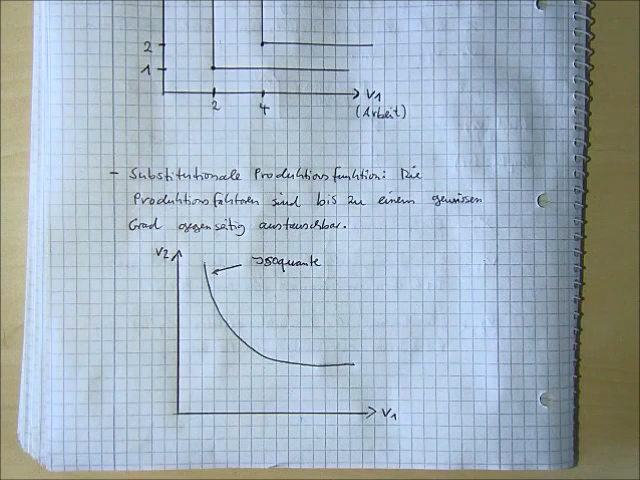 2
1
2 4
V1
(Arbeit)
- Substitutionale Produktionsfunktion: Die
Produktionsfaktoren sind bis zu einem gewissen
Grad gegenseitig austauschbar.
V2
Isoquante
V1